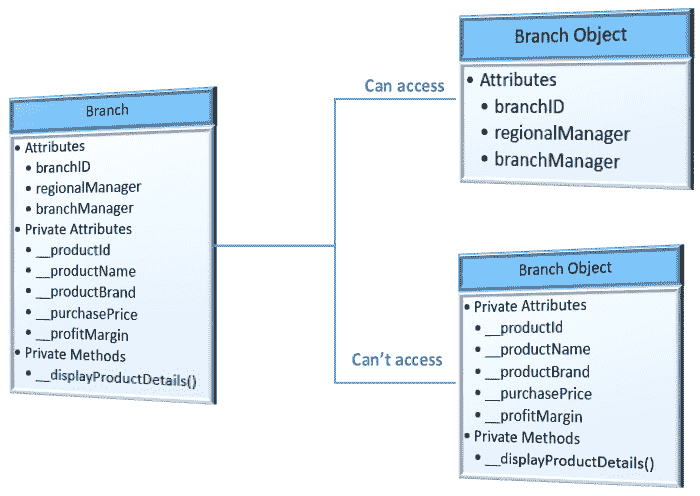 Branch
• Attributes
• branchID
• regionalManager
• branchManager
• Private Attributes
• __productId
• __productName
• __productBrand
• __purchasePrice
• __profitMargin
• Private Methods
• __displayProductDetails()
Can access
Branch Object
• Attributes
• branchID
• regionalManager
• branchManager
Can't access
Branch Object
• Private Attributes
• __productId
• __productName
• __productBrand
• __purchasePrice
• __profitMargin
• Private Methods
• __displayProductDetails()